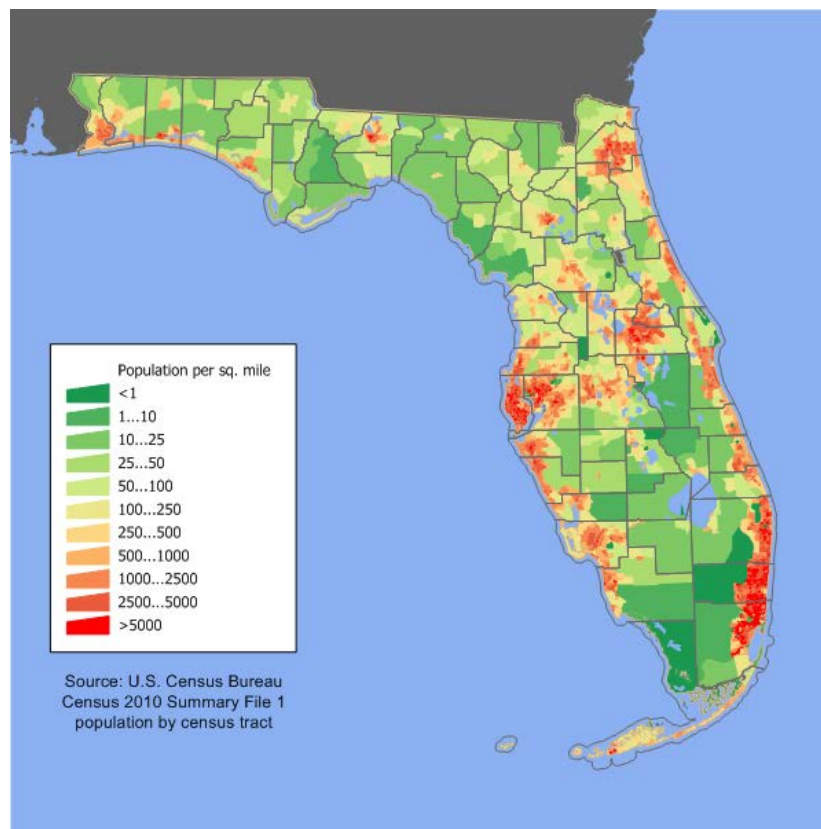 Population per sq. mile
<1
1...10
10...25
25...50
50...100
100...250
250...500
500...1000
1000...2500
2500...5000
>5000
Source: U.S. Census Bureau
Census 2010 Summary File 1
population by census tract